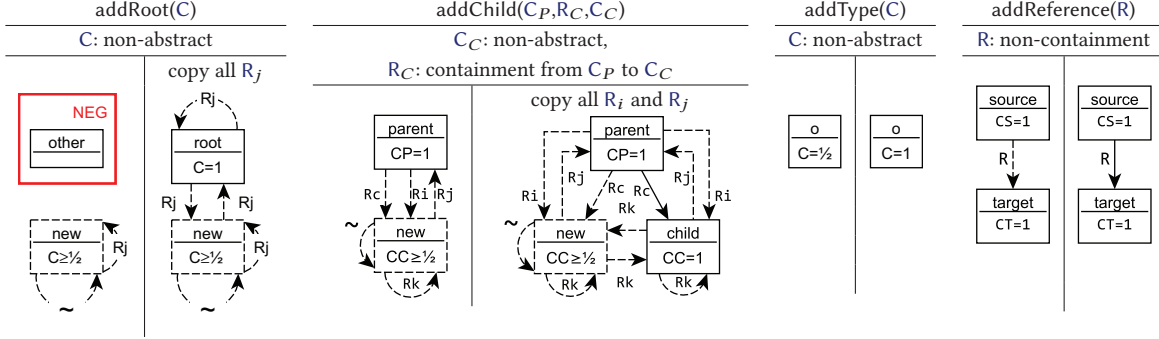 addRoot(C)
C: non-abstract
copy all Rj
NEG
other
Rj
root
C=1
Rj
Rj
new
C≥½
Rj
~
new
C≥½
Rj
~
addChild(CP,RC,CC)
CC: non-abstract,
RC: containment from CP to CC
copy all Ri and Rj
parent
CP=1
Rc
Ri
Rj
~
new
CC≥½
Rk
parent
CP=1
Ri
Rj
Rc
Rc
Rj
Ri
Rk
~
new
CC≥½
child
CC=1
Rk
Rk
Rk
addType(C)
C: non-abstract
o
C=½
o
C=1
addReference(R)
R: non-containment
source
CS=1
source
CS=1
R
R
target
CT=1
target
CT=1